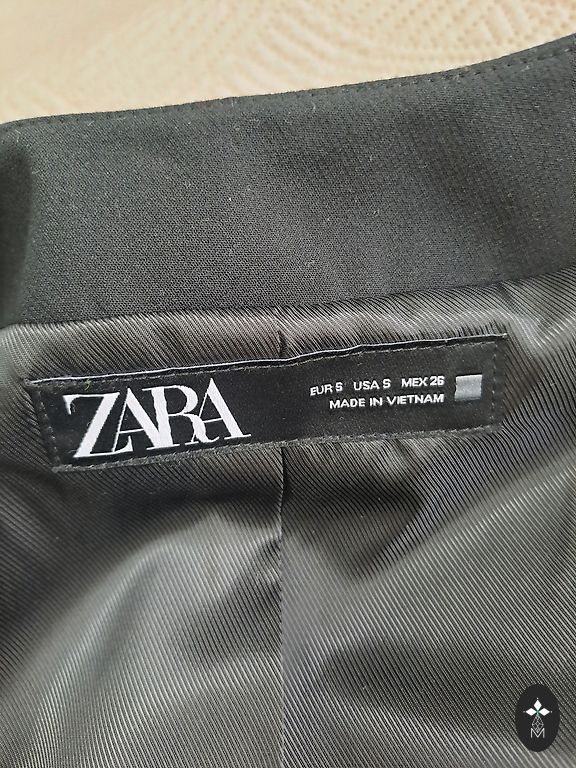 ZARA
EUR S USA S MEX 26
MADE IN VIETNAM
M